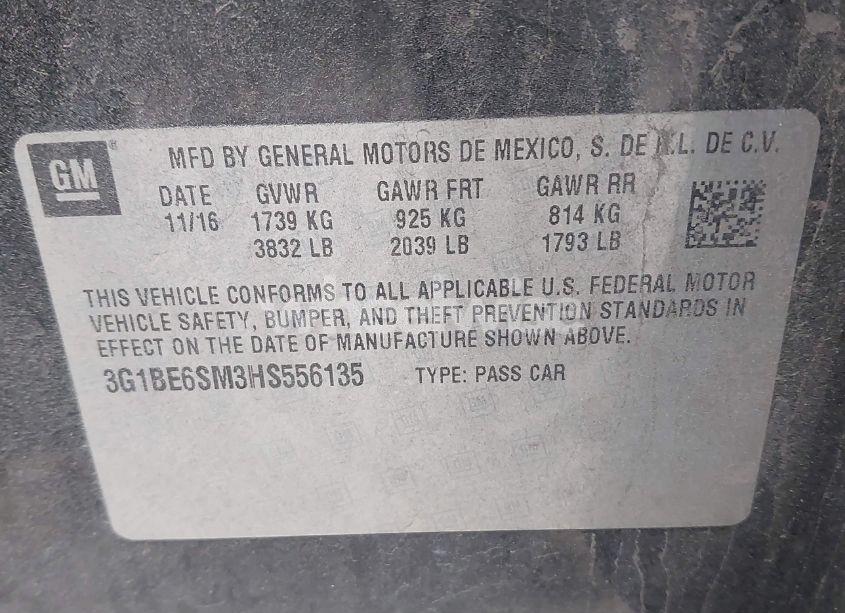 GM
MFD BY GENERAL MOTORS DE MEXICO, S. DE R.L. DE C.V.
DATE GVWR GAWR FRT GAWR RR
11/16 1739 KG 925 KG 814 KG
3832 LB 2039 LB 1793 LB
THIS VEHICLE CONFORMS TO ALL APPLICABLE U.S. FEDERAL MOTOR
VEHICLE SAFETY, BUMPER, AND THEFT PREVENTION STANDARDS IN
EFFECT ON THE DATE OF MANUFACTURE SHOWN ABOVE.
3G1BE6SM3HS556135 TYPE: PASS CAR